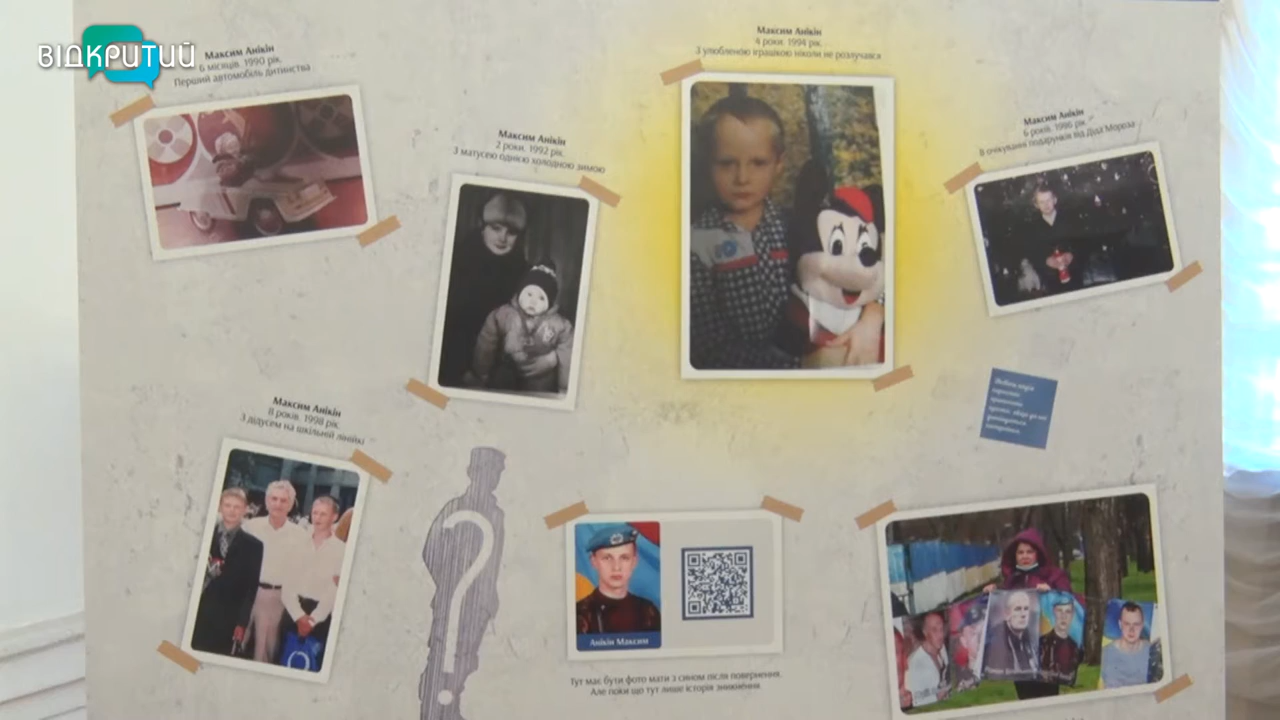 ВІДКРИТИЙ
Максим Анікін
6 місяців. 1990 рік.
Перший автомобіль дитинства
Максим Анікін
2 роки. 1992 рік.
З матусею однією холодною зимою
Максим Анікін
4 роки. 1994 рік.
З улюбленою іграшкою ніколи не розлучався
Максим Анікін
6 років. 1996 рік.
В очікуванні подарунків від Діда Мороза
Максим Анікін
8 років. 1998 рік.
З дідусем на шкільній лінійці
?
Анікін Максим
Тут має бути фото мати з сином після повернення.
Але поки що тут лише історія зникнення.